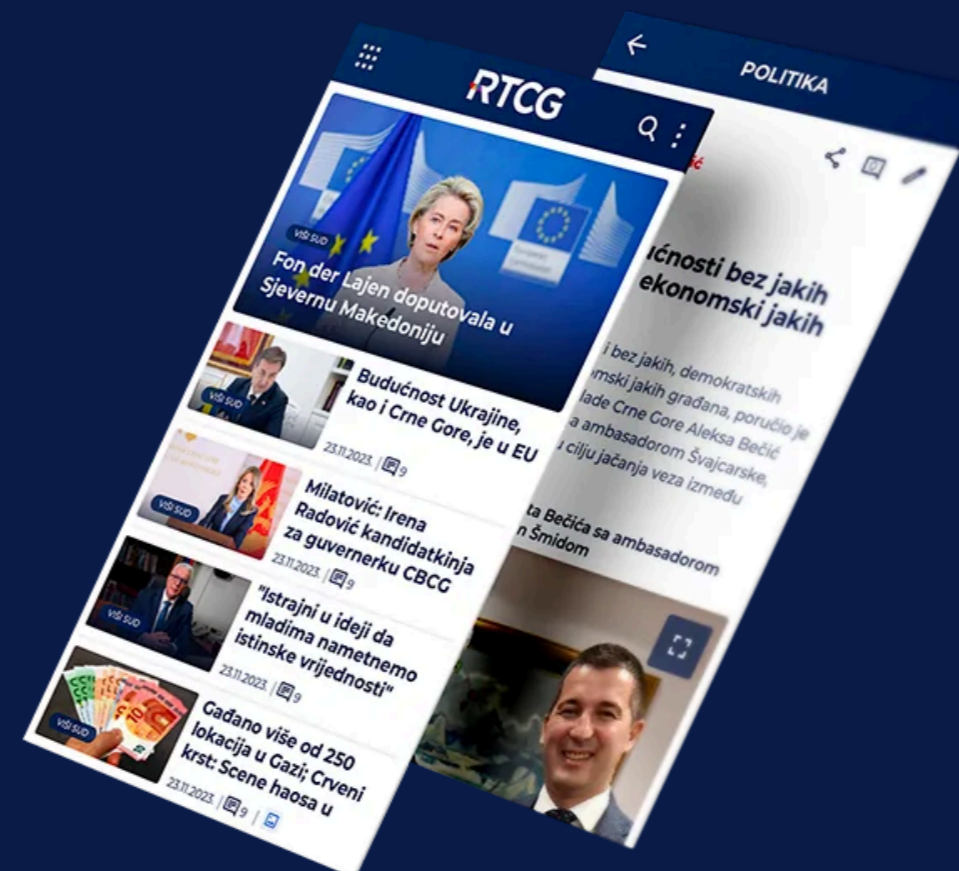 RTCG
VIŠI SUD
Fon der Lajen doputovala u
Sjevernu Makedoniju
VIŠI SUD
Budućnost Ukrajine,
kao i Crne Gore, je u EU
23.11.2023. | 9
VIŠI SUD
Milatović: Irena
Radović kandidatkinja
za guvernerku CBCG
23.11.2023. | 9
VIŠI SUD
"Istrajni u ideji da
mladima nametnemo
istinske vrijednosti"
23.11.2023. | 9
VIŠI SUD
Gađano više od 250
lokacija u Gazi; Crveni
krst: Scene haosa u
23.11.2023. | 9 |
POLITIKA
bez jakih
ekonomski jakih
i bez jakih, demokratskih
jakih građana, poručio je
Crne Gore Aleksa Bečić
a ambasadorom Švajcarske,
u cilju jačanja veza između
Bečića sa ambasadorom
Šmidom